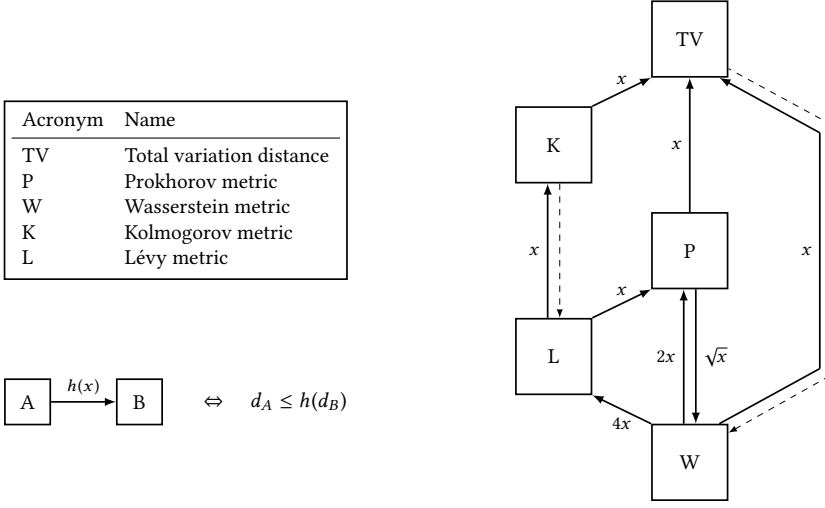 TV
x
K
x
x
P
x
x
x
L
2x
√x
4x
W
Acronym Name
TV Total variation distance
P Prokhorov metric
W Wasserstein metric
K Kolmogorov metric
L Lévy metric
h(x)
A B ⇔ d_A ≤ h(d_B)